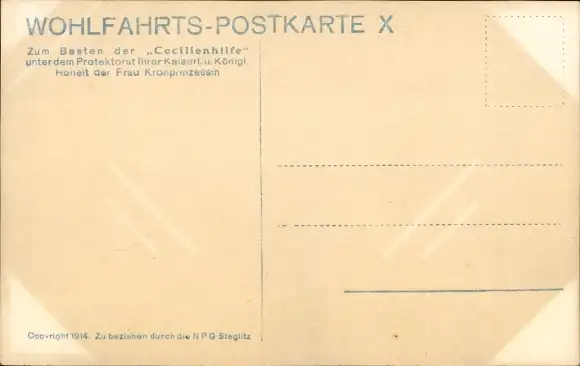 WOHLFAHRTS-POSTKARTE X
Zum Besten der „Cecilienhilfe"
unter dem Protektorat Ihrer Kaiserl. u. Königl.
Hoheit der Frau Kronprinzessin
Copyright 1914. Zu beziehen durch die NPG Steglitz